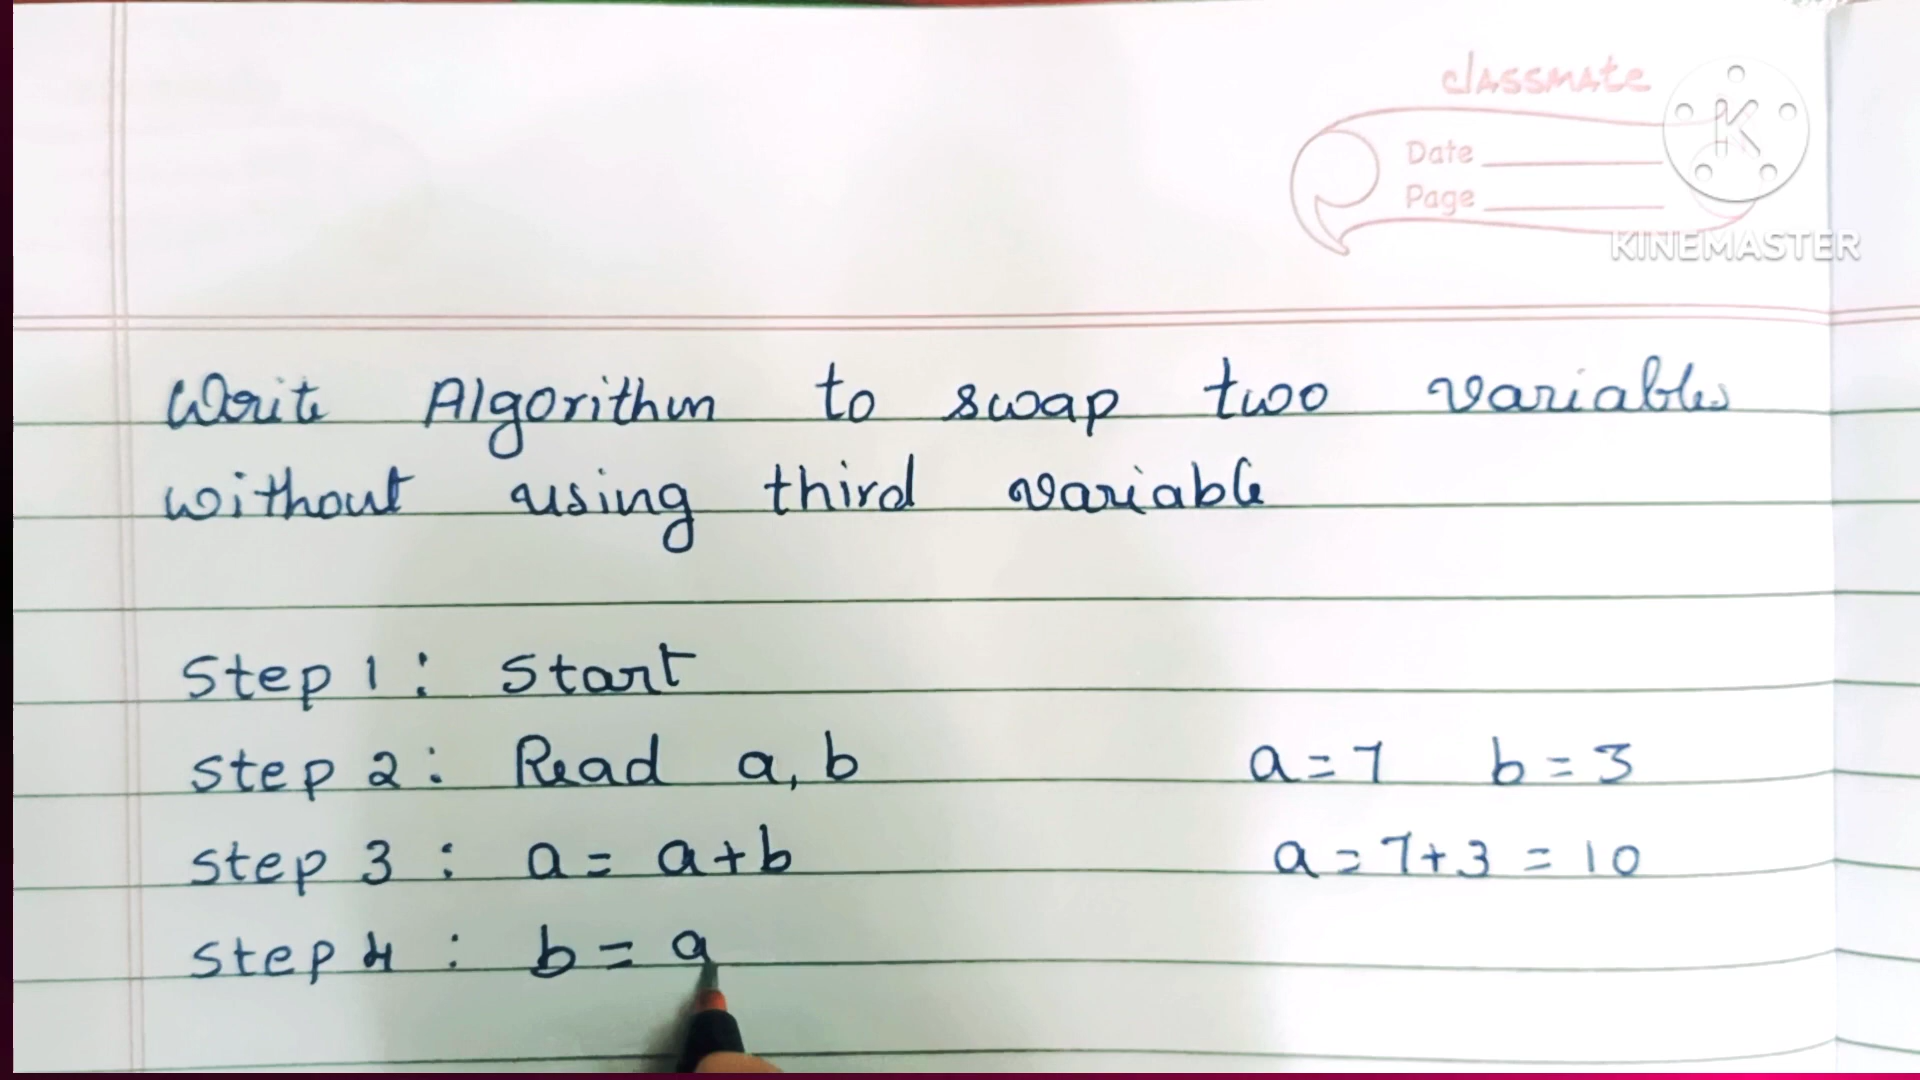 classmate
Date
Page
K
KINEMASTER
Write Algorithm to swap two variables
without using third variable
Step 1 : Start
Step 2 : Read a, b a = 7 b = 3
Step 3 : a = a+b a = 7+3 = 10
Step 4 : b = a